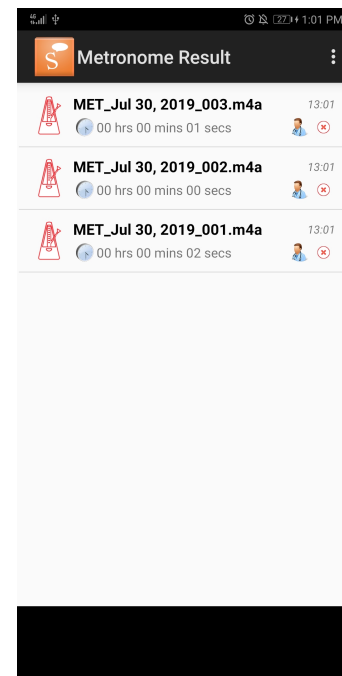 4G 27 1:01 PM
S Metronome Result
MET_Jul 30, 2019_003.m4a 13:01
00 hrs 00 mins 01 secs
MET_Jul 30, 2019_002.m4a 13:01
00 hrs 00 mins 00 secs
MET_Jul 30, 2019_001.m4a 13:01
00 hrs 00 mins 02 secs